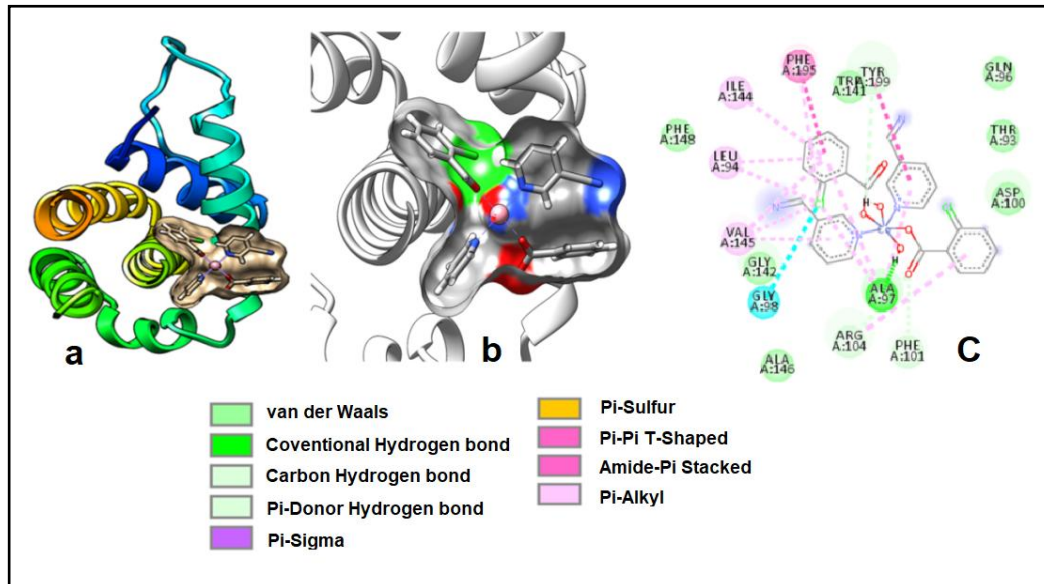 a
b
C
PHE
A:195
TYR
A:199
TRP
A:141
GLN
A:96
ILE
A:144
PHE
A:148
THR
A:93
LEU
A:94
ASP
A:100
VAL
A:145
GLY
A:142
GLY
A:98
ALA
A:97
ARG
A:104
PHE
A:101
ALA
A:146
H
H
van der Waals
Coventional Hydrogen bond
Carbon Hydrogen bond
Pi-Donor Hydrogen bond
Pi-Sigma
Pi-Sulfur
Pi-Pi T-Shaped
Amide-Pi Stacked
Pi-Alkyl